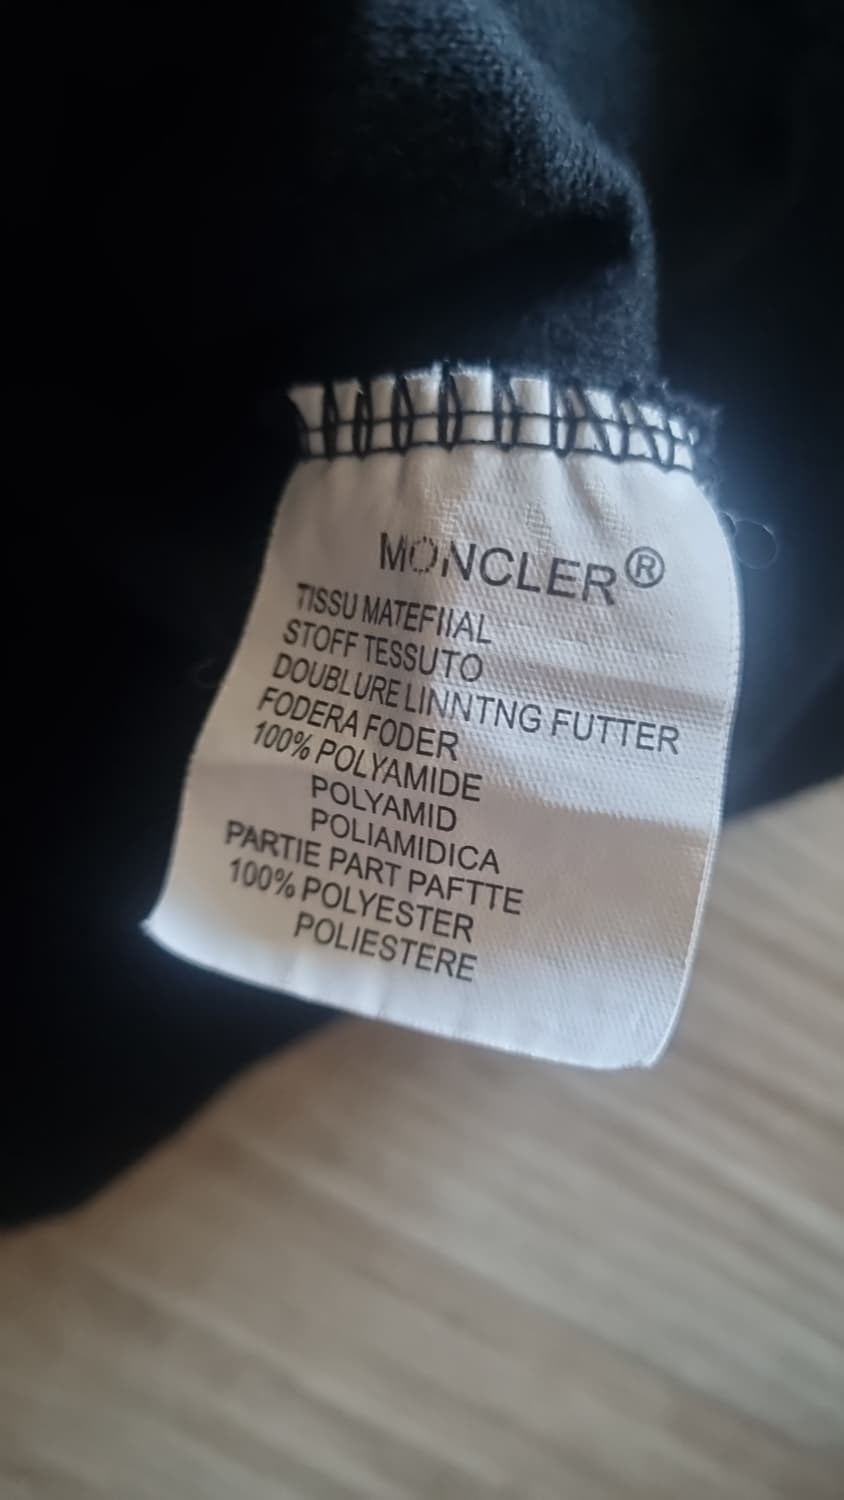 MONCLER®
TISSU MATEFIIAL
STOFF TESSUTO
DOUBLURE LINNTNG FUTTER
FODERA FODER
100% POLYAMIDE
POLYAMID
POLIAMIDICA
PARTIE PART PAFTTE
100% POLYESTER
POLIESTERE